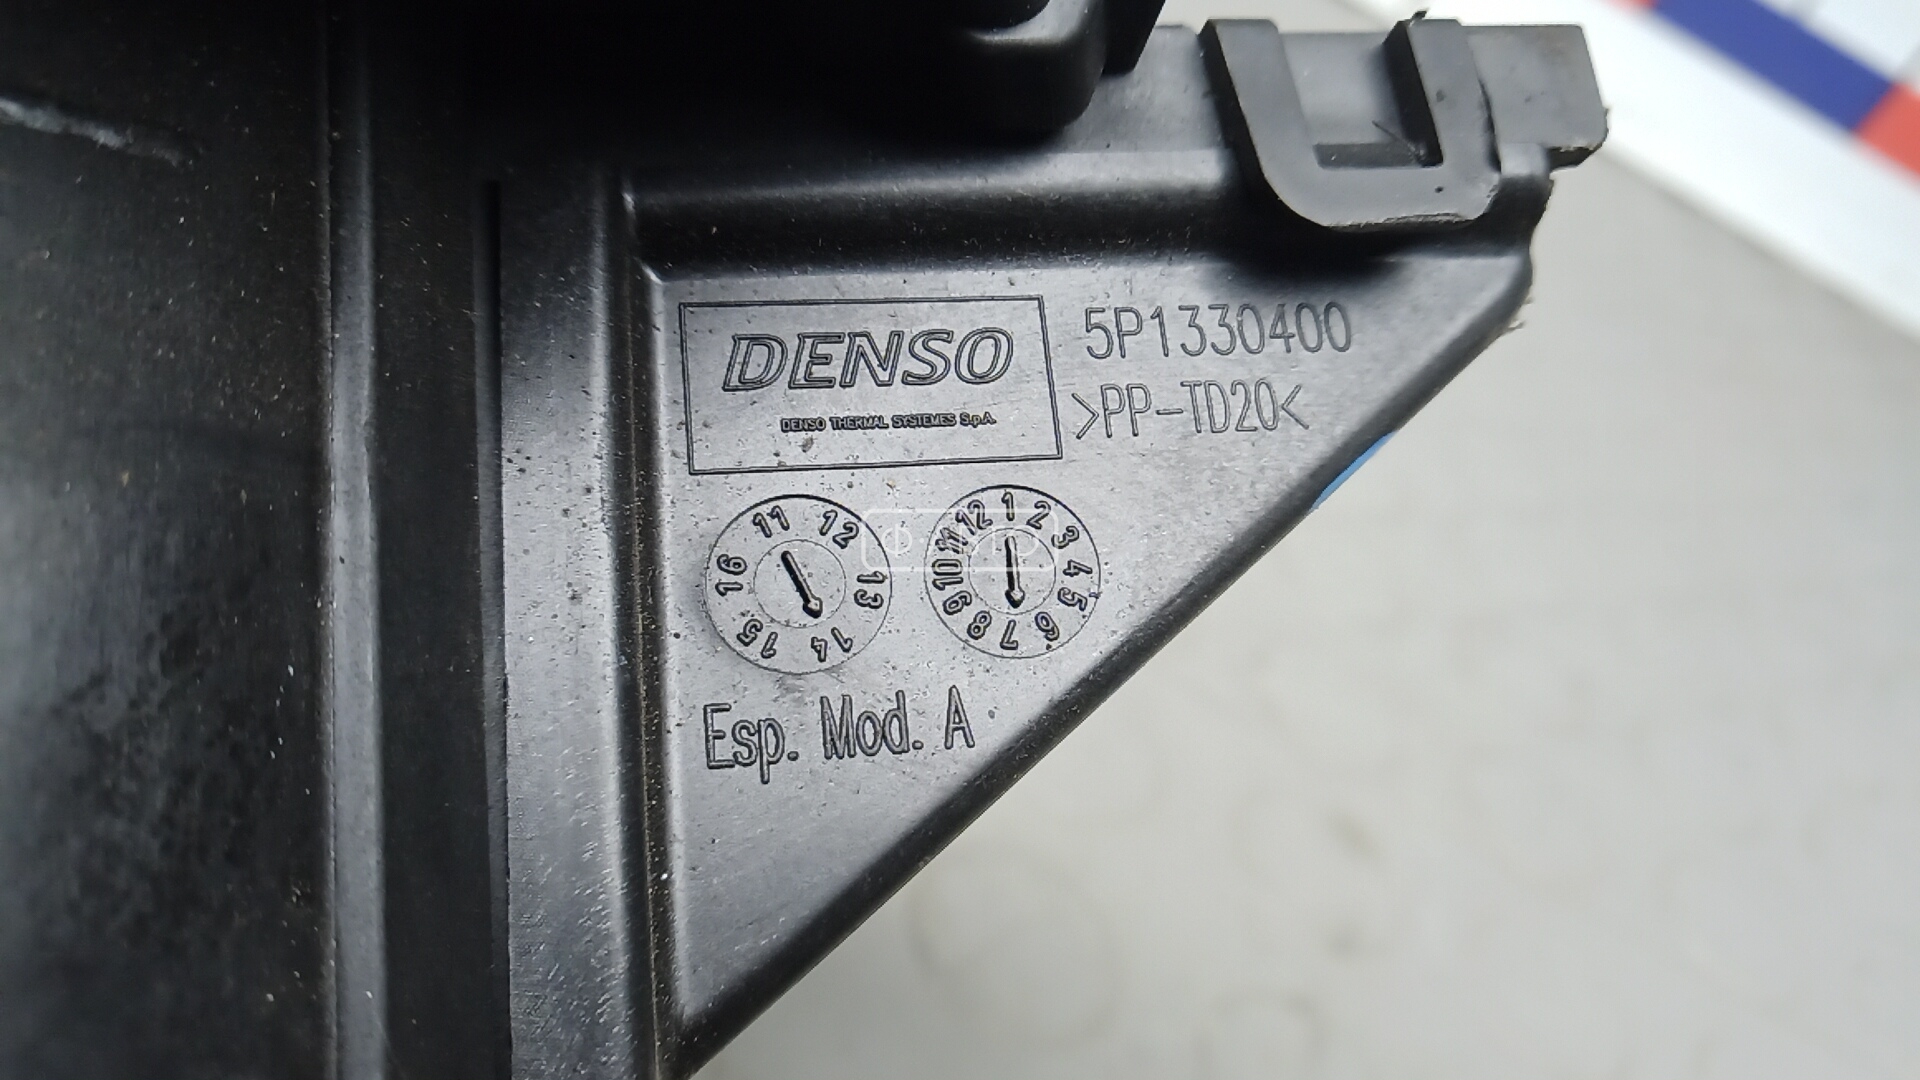 DENSO
DENSO THERMAL SYSTEMES S.p.A.
5P1330400
>PP-TD20<
11 12 13 14 15 16
1 2 3 4 5 6 7 8 9 10 11 12
Esp. Mod. A